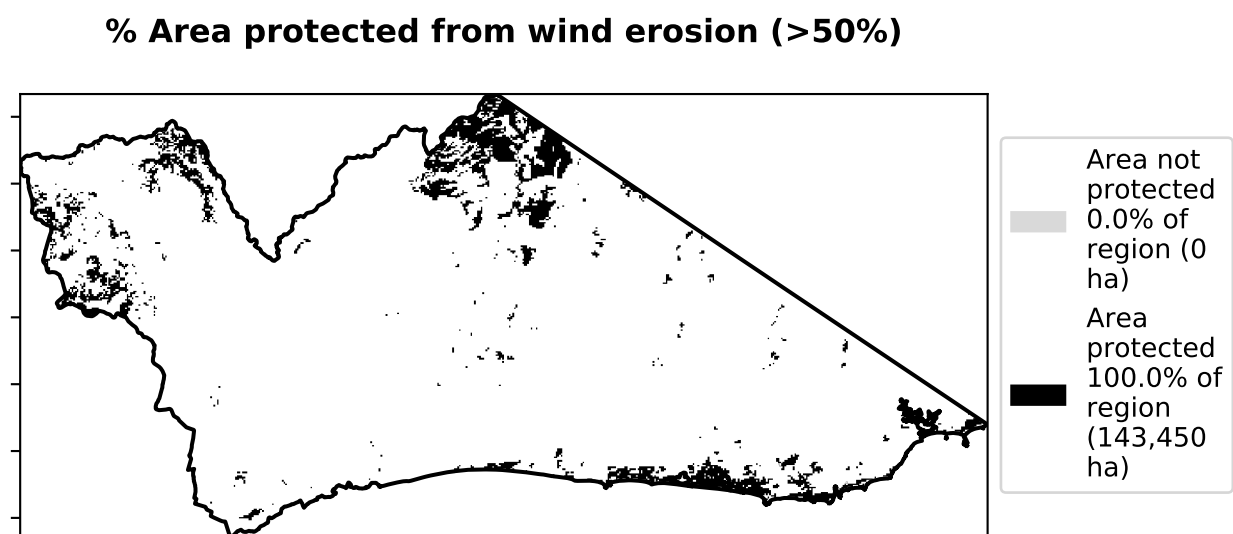 % Area protected from wind erosion (>50%)
Area not
protected
0.0% of
region (0
ha)
Area
protected
100.0% of
region
(143,450
ha)